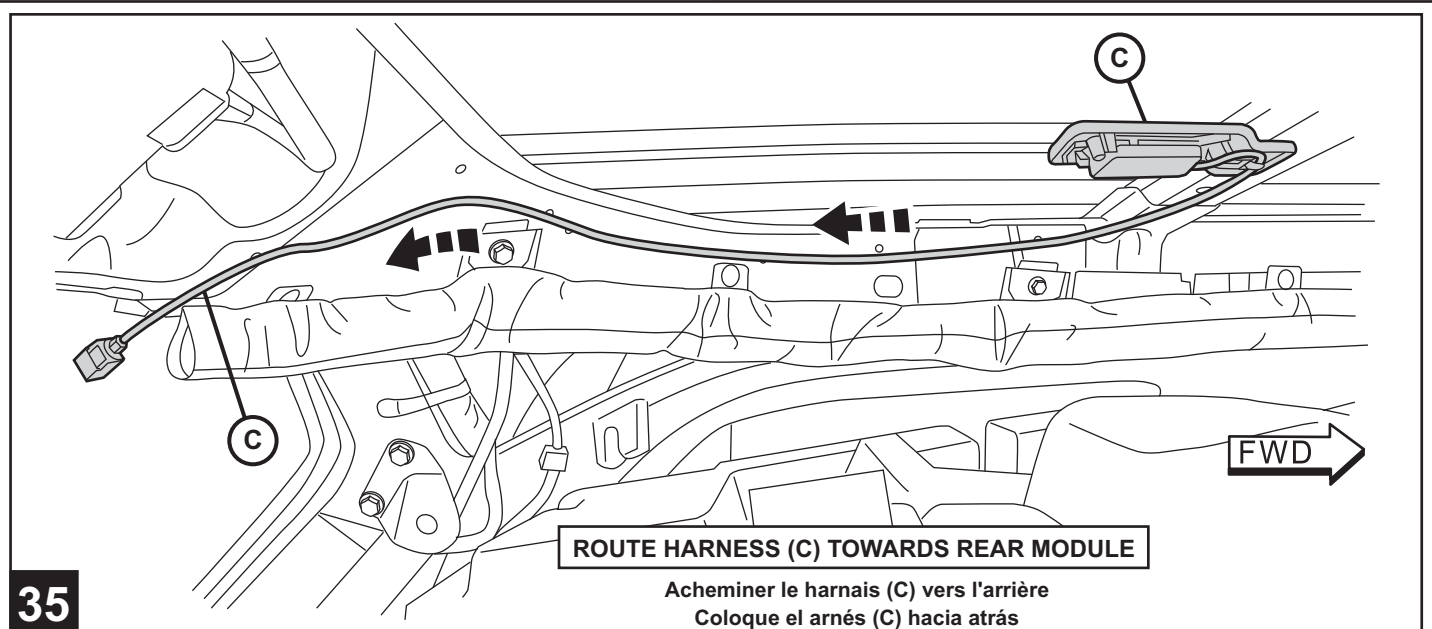 C
C
FWD
ROUTE HARNESS (C) TOWARDS REAR MODULE
Acheminer le harnais (C) vers l'arrière
Coloque el arnés (C) hacia atrás
35